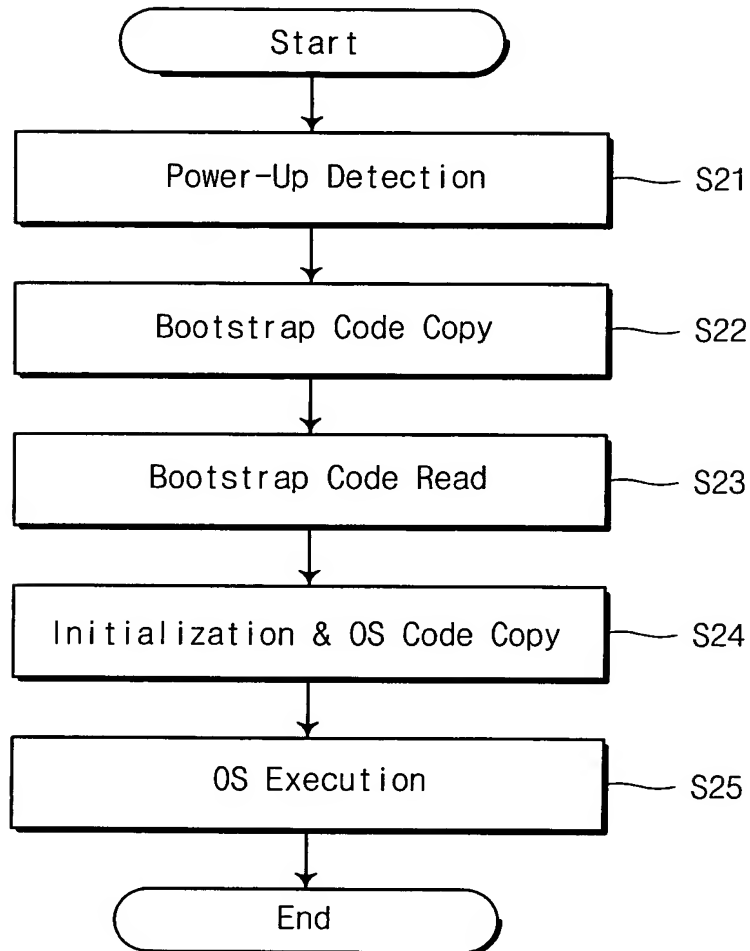 Start
Power-Up Detection
S21
Bootstrap Code Copy
S22
Bootstrap Code Read
S23
Initialization & OS Code Copy
S24
OS Execution
S25
End